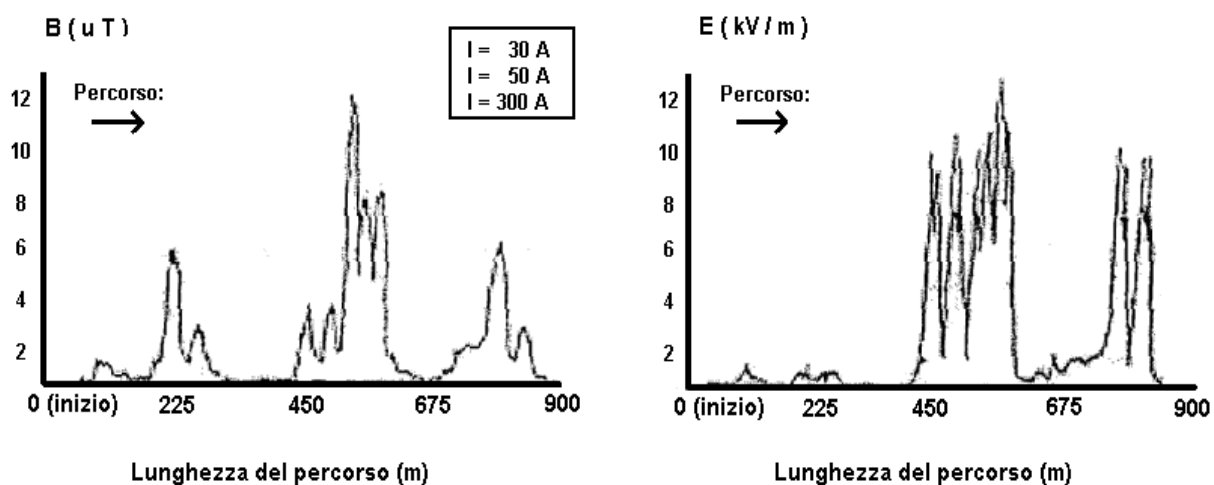 B ( u T )
I = 30 A
I = 50 A
I = 300 A
Percorso:
12
10
8
6
4
2
0 (inizio) 225 450 675 900
Lunghezza del percorso (m)
E ( kV / m )
Percorso:
12
10
8
6
4
2
0 (inizio) 225 450 675 900
Lunghezza del percorso (m)